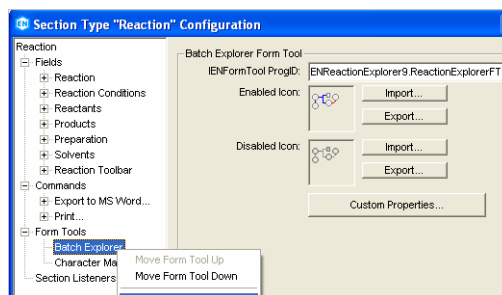 Section Type "Reaction" Configuration
Reaction
Fields
Reaction
Reaction Conditions
Reactants
Products
Preparation
Solvents
Reaction Toolbar
Commands
Export to MS Word...
Print...
Form Tools
Batch Explorer
Character Ma
Section Listeners
Move Form Tool Up
Move Form Tool Down
Batch Explorer Form Tool
IENFormTool ProgID: ENReactionExplorer9.ReactionExplorerFT
Enabled Icon: Import...
Export...
Disabled Icon: Import...
Export...
Custom Properties...